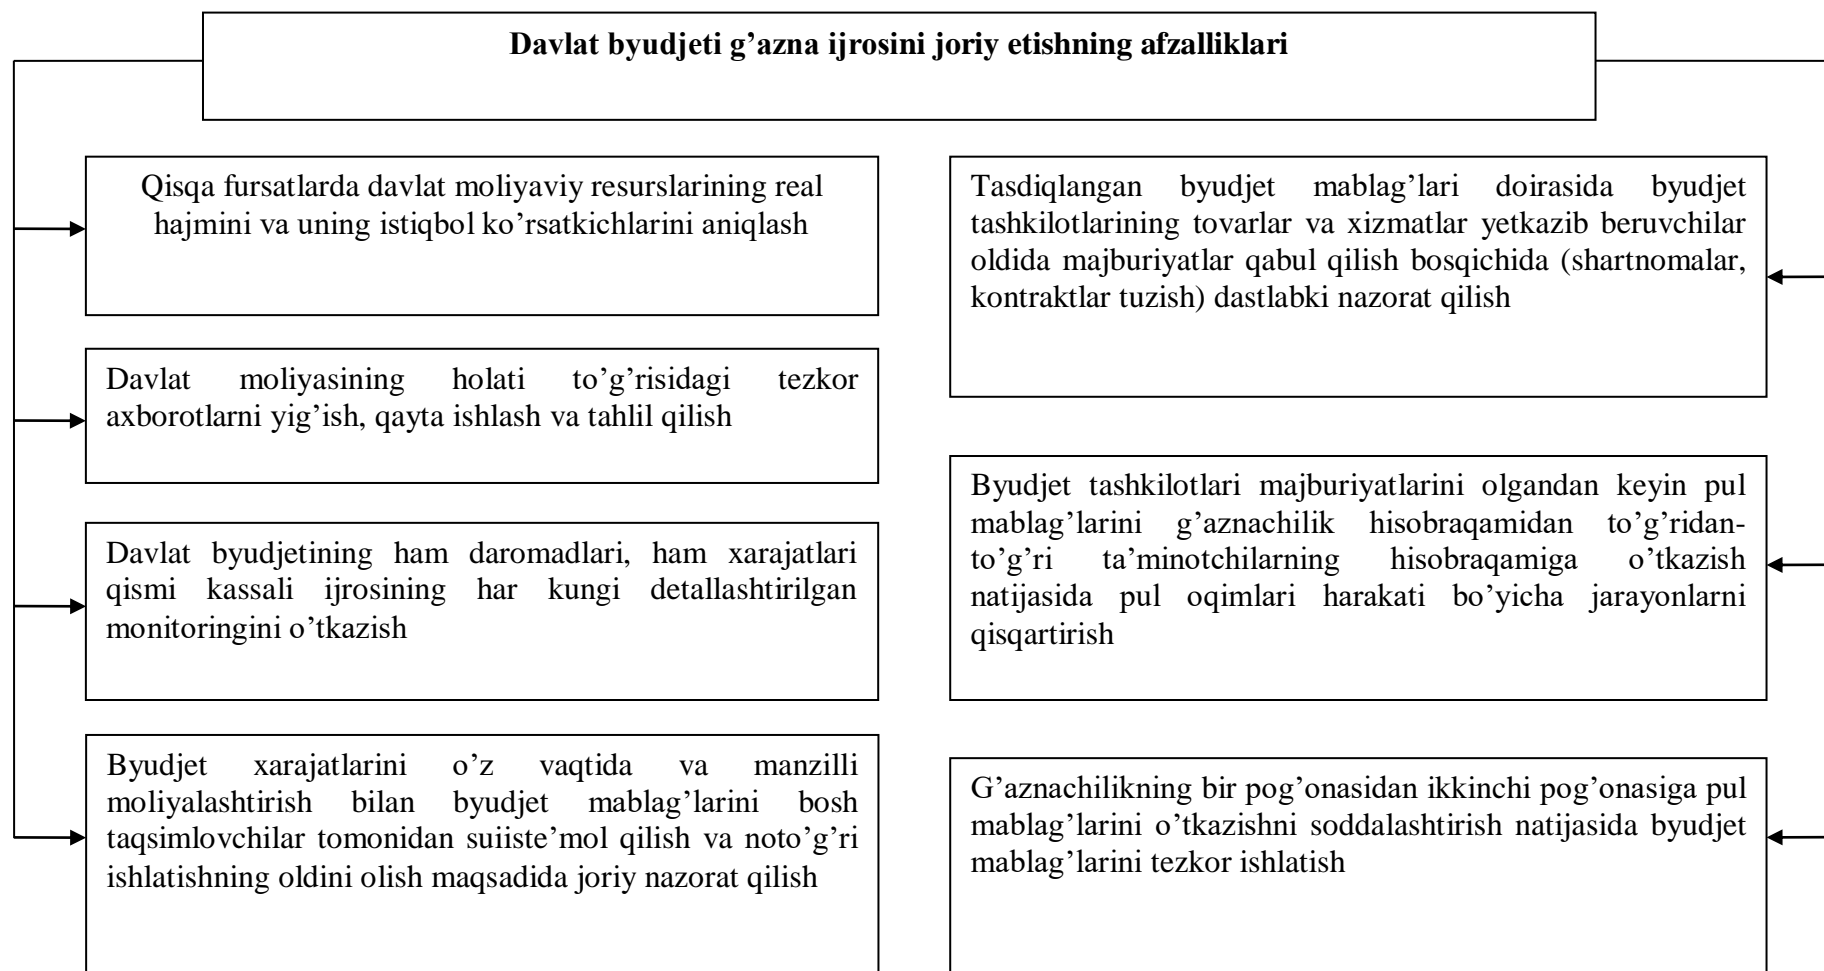 Davlat byudjeti g’azna ijrosini joriy etishning afzalliklari
Qisqa fursatlarda davlat moliyaviy resurslarining real
hajmini va uning istiqbol ko’rsatkichlarini aniqlash
Davlat moliyasining holati to’g’risidagi tezkor
axborotlarni yig’ish, qayta ishlash va tahlil qilish
Davlat byudjetining ham daromadlari, ham xarajatlari
qismi kassali ijrosining har kungi detallashtirilgan
monitoringini o’tkazish
Byudjet xarajatlarini o’z vaqtida va manzilli
moliyalashtirish bilan byudjet mablag’larini bosh
taqsimlovchilar tomonidan suiiste’mol qilish va noto’g’ri
ishlatishning oldini olish maqsadida joriy nazorat qilish
Tasdiqlangan byudjet mablag’lari doirasida byudjet
tashkilotlarining tovarlar va xizmatlar yetkazib beruvchilar
oldida majburiyatlar qabul qilish bosqichida (shartnomalar,
kontraktlar tuzish) dastlabki nazorat qilish
Byudjet tashkilotlari majburiyatlarini olgandan keyin pul
mablag’larini g’aznachilik hisobraqamidan to’g’ridan-
to’g’ri ta’minotchilarning hisobraqamiga o’tkazish
natijasida pul oqimlari harakati bo’yicha jarayonlarni
qisqartirish
G’aznachilikning bir pog’onasidan ikkinchi pog’onasiga pul
mablag’larini o’tkazishni soddalashtirish natijasida byudjet
mablag’larini tezkor ishlatish